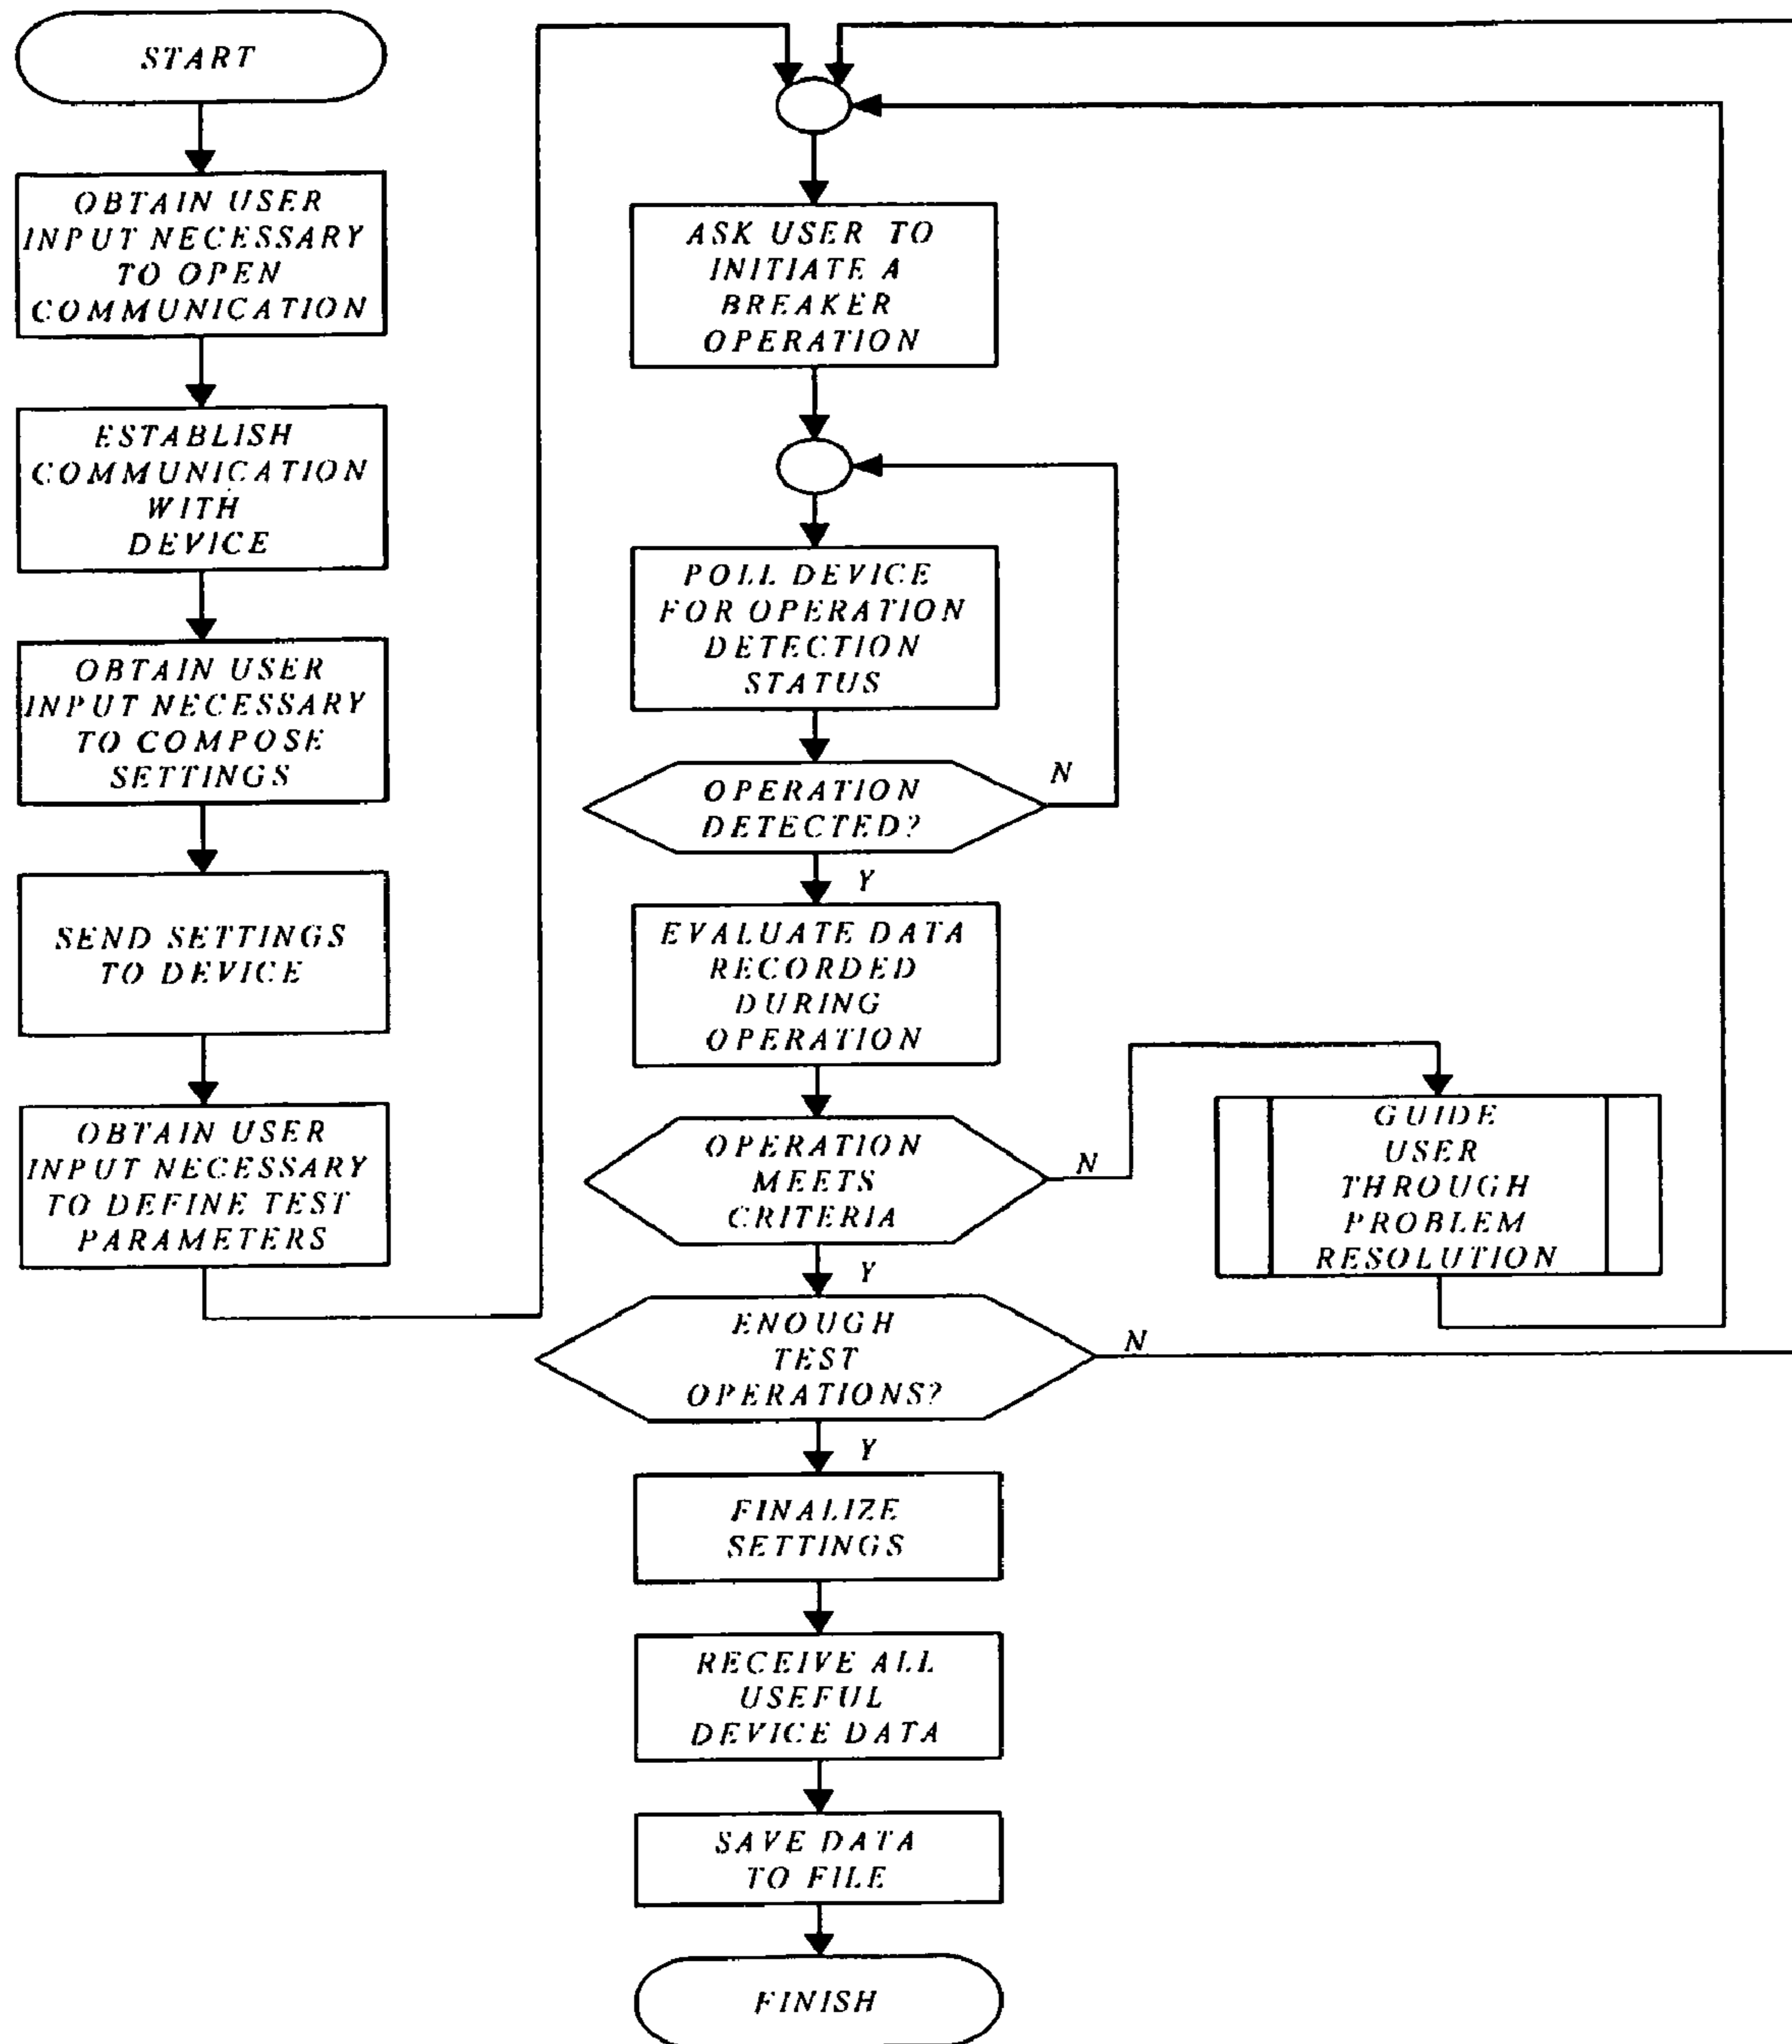 START
OBTAIN USER
INPUT NECESSARY
TO OPEN
COMMUNICATION
ESTABLISH
COMMUNICATION
WITH
DEVICE
OBTAIN USER
INPUT NECESSARY
TO COMPOSE
SETTINGS
SEND SETTINGS
TO DEVICE
OBTAIN USER
INPUT NECESSARY
TO DEFINE TEST
PARAMETERS
ASK USER TO
INITIATE A
BREAKER
OPERATION
POLL DEVICE
FOR OPERATION
DETECTION
STATUS
OPERATION
DETECTED?
N
Y
EVALUATE DATA
RECORDED
DURING
OPERATION
OPERATION
MEETS
CRITERIA
N
Y
GUIDE
USER
THROUGH
PROBLEM
RESOLUTION
ENOUGH
TEST
OPERATIONS?
N
Y
FINALIZE
SETTINGS
RECEIVE ALL
USEFUL
DEVICE DATA
SAVE DATA
TO FILE
FINISH